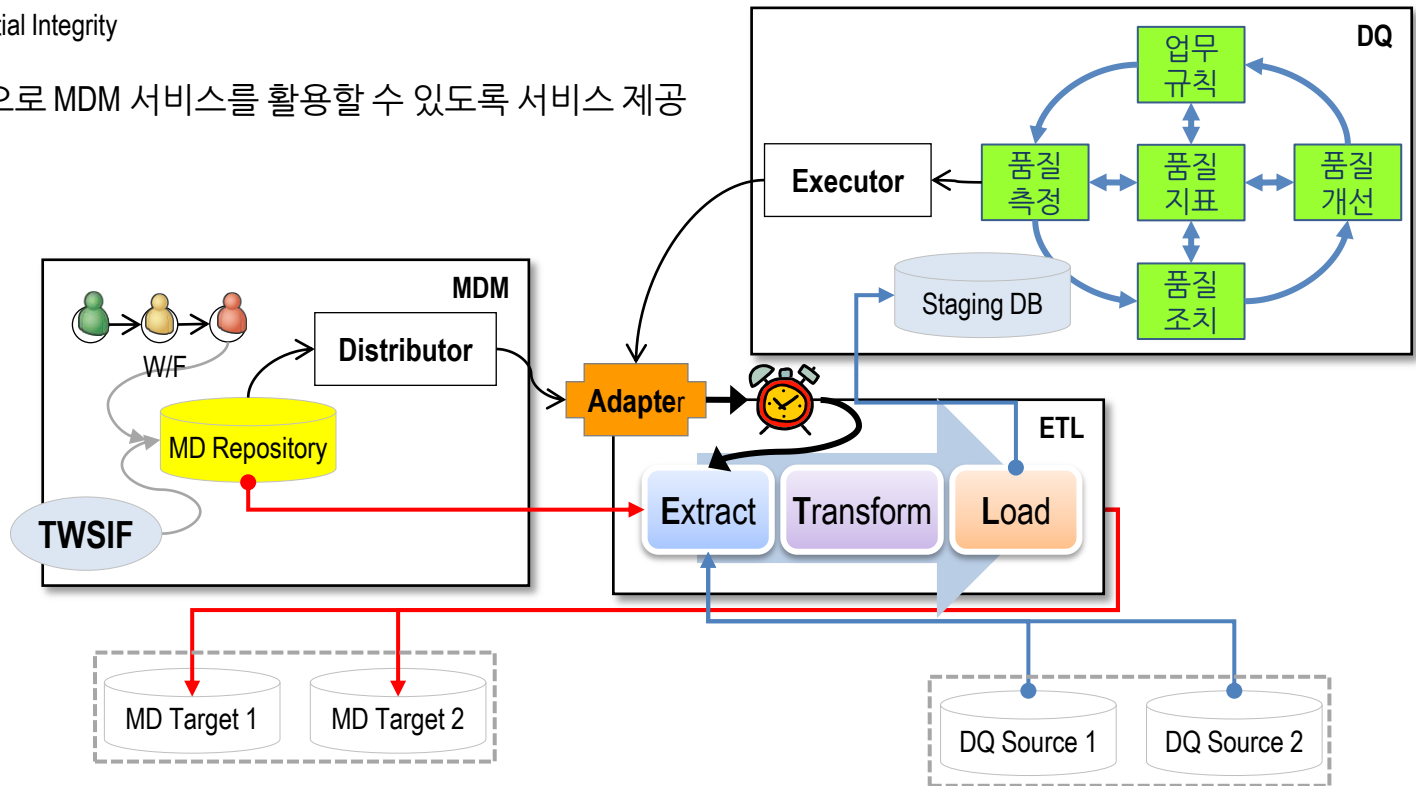 tial Integrity
으로 MDM 서비스를 활용할 수 있도록 서비스 제공
DQ
업무
규칙
Executor
품질
측정
품질
지표
품질
개선
Staging DB
품질
조치
MDM
W/F
Distributor
MD Repository
TWSIF
Adapter
ETL
Extract
Transform
Load
MD Target 1
MD Target 2
DQ Source 1
DQ Source 2